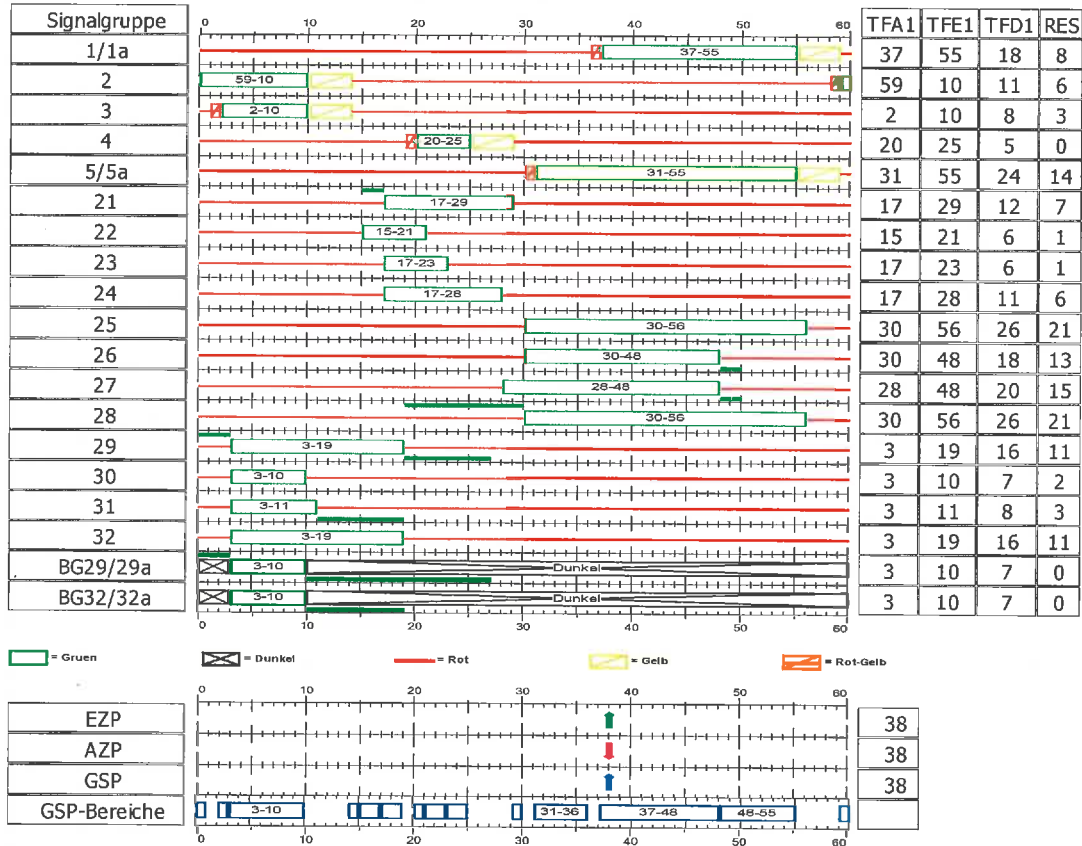 Signalgruppe 0 10 20 30 40 50 60 TFA1 TFE1 TFD1 RES
1/1a 37-55 37 55 18 8
2 59-10 59 10 11 6
3 2-10 2 10 8 3
4 20-25 20 25 5 0
5/5a 31-55 31 55 24 14
21 17-29 17 29 12 7
22 15-21 15 21 6 1
23 17-23 17 23 6 1
24 17-28 17 28 11 6
25 30-56 30 56 26 21
26 30-48 30 48 18 13
27 28-48 28 48 20 15
28 30-56 30 56 26 21
29 3-19 3 19 16 11
30 3-10 3 10 7 2
31 3-11 3 11 8 3
32 3-19 3 19 16 11
BG29/29a 3-10 Dunkel 3 10 7 0
BG32/32a 3-10 Dunkel 3 10 7 0
0 10 20 30 40 50 60
= Gruen = Dunkel = Rot = Gelb = Rot-Gelb
0 10 20 30 40 50 60
EZP 38
AZP 38
GSP 38
GSP-Bereiche 3-10 31-36 37-48 48-55
0 10 20 30 40 50 60